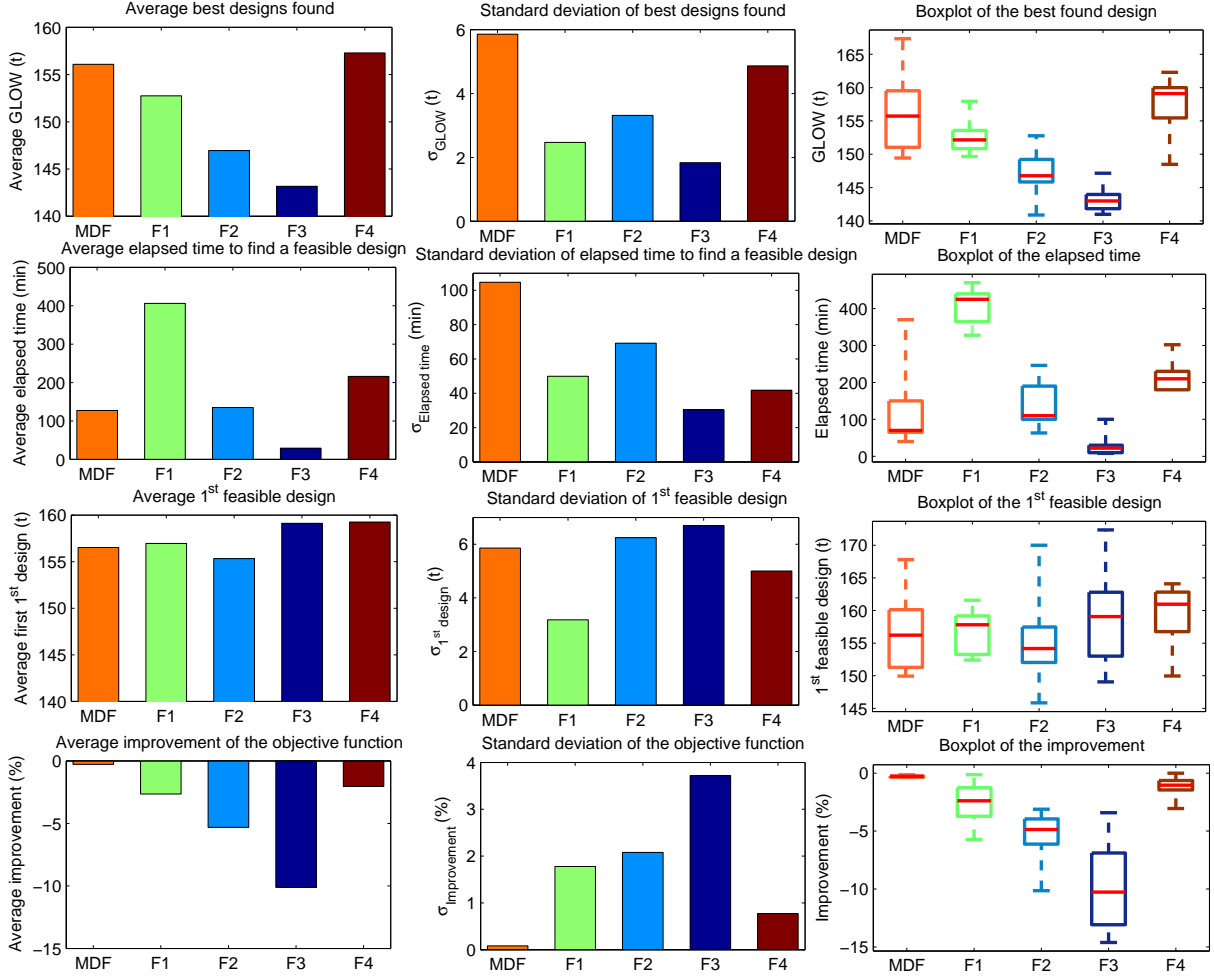 Average best designs found
Average GLOW (t)
160
155
150
145
140
MDF F1 F2 F3 F4
Standard deviation of best designs found
σGLOW (t)
6
4
2
0
MDF F1 F2 F3 F4
Boxplot of the best found design
GLOW (t)
165
160
155
150
145
140
MDF F1 F2 F3 F4
Average elapsed time to find a feasible design
Average elapsed time (min)
500
400
300
200
100
0
MDF F1 F2 F3 F4
Standard deviation of elapsed time to find a feasible design
σElapsed time (min)
100
80
60
40
20
0
MDF F1 F2 F3 F4
Boxplot of the elapsed time
Elapsed time (min)
400
300
200
100
0
MDF F1 F2 F3 F4
Average 1st feasible design
Average first 1st design (t)
160
155
150
145
140
MDF F1 F2 F3 F4
Standard deviation of 1st feasible design
σ1st design (t)
6
4
2
0
MDF F1 F2 F3 F4
Boxplot of the 1st feasible design
1st feasible design (t)
170
165
160
155
150
145
MDF F1 F2 F3 F4
Average improvement of the objective function
Average improvement (%)
0
−5
−10
−15
MDF F1 F2 F3 F4
Standard deviation of the objective function
σImprovement (%)
4
3
2
1
0
MDF F1 F2 F3 F4
Boxplot of the improvement
Improvement (%)
0
−5
−10
−15
MDF F1 F2 F3 F4